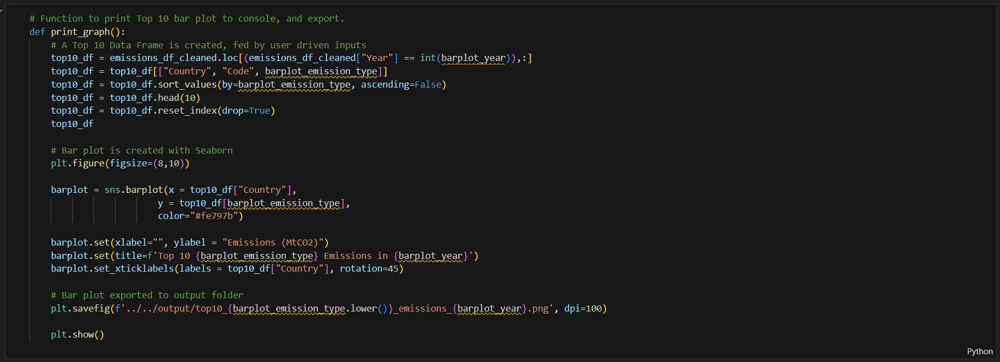 # Function to print Top 10 bar plot to console, and export.
def print_graph():
    # A Top 10 Data Frame is created, fed by user driven inputs
    top10_df = emissions_df_cleaned.loc[(emissions_df_cleaned["Year"] == int(barplot_year)),:]
    top10_df = top10_df[["Country", "Code", barplot_emission_type]]
    top10_df = top10_df.sort_values(by=barplot_emission_type, ascending=False)
    top10_df = top10_df.head(10)
    top10_df = top10_df.reset_index(drop=True)
    top10_df

    # Bar plot is created with Seaborn
    plt.figure(figsize=(8,10))

    barplot = sns.barplot(x = top10_df["Country"],
                        y = top10_df[barplot_emission_type],
                        color="#fe797b")

    barplot.set(xlabel="", ylabel = "Emissions (MtCO2)")
    barplot.set(title=f'Top 10 {barplot_emission_type} Emissions in {barplot_year}')
    barplot.set_xticklabels(labels = top10_df["Country"], rotation=45)

    # Bar plot exported to output folder
    plt.savefig(f'../../output/top10_{barplot_emission_type.lower()}_emissions_{barplot_year}.png', dpi=100)

    plt.show()
Python